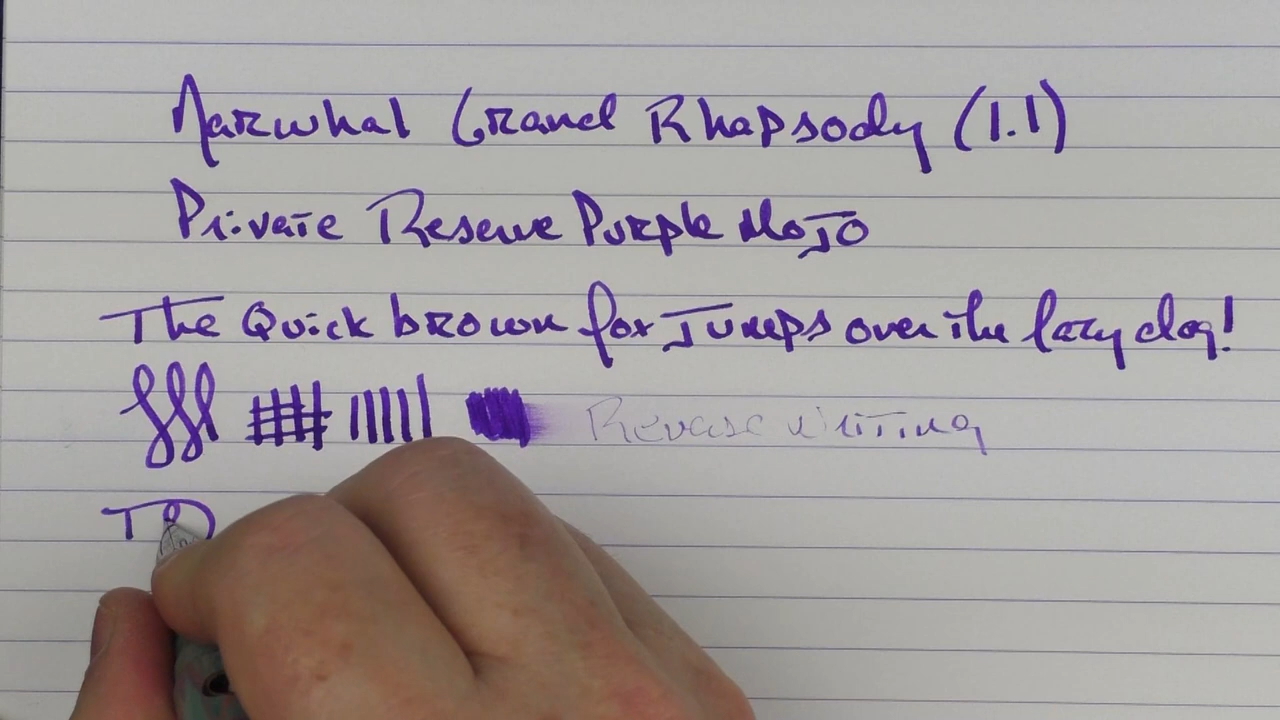 Narwhal Grand Rhapsody (1.1)
Private Reserve Purple Mojo
The Quick brown fox Jumps over the lazy dog!
Reverse writing